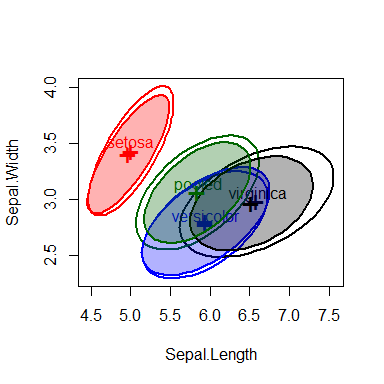 4.0
setosa
3.5
pooled
virginica
3.0
versicolor
2.5
Sepal.Width
4.5 5.0 5.5 6.0 6.5 7.0 7.5
Sepal.Length